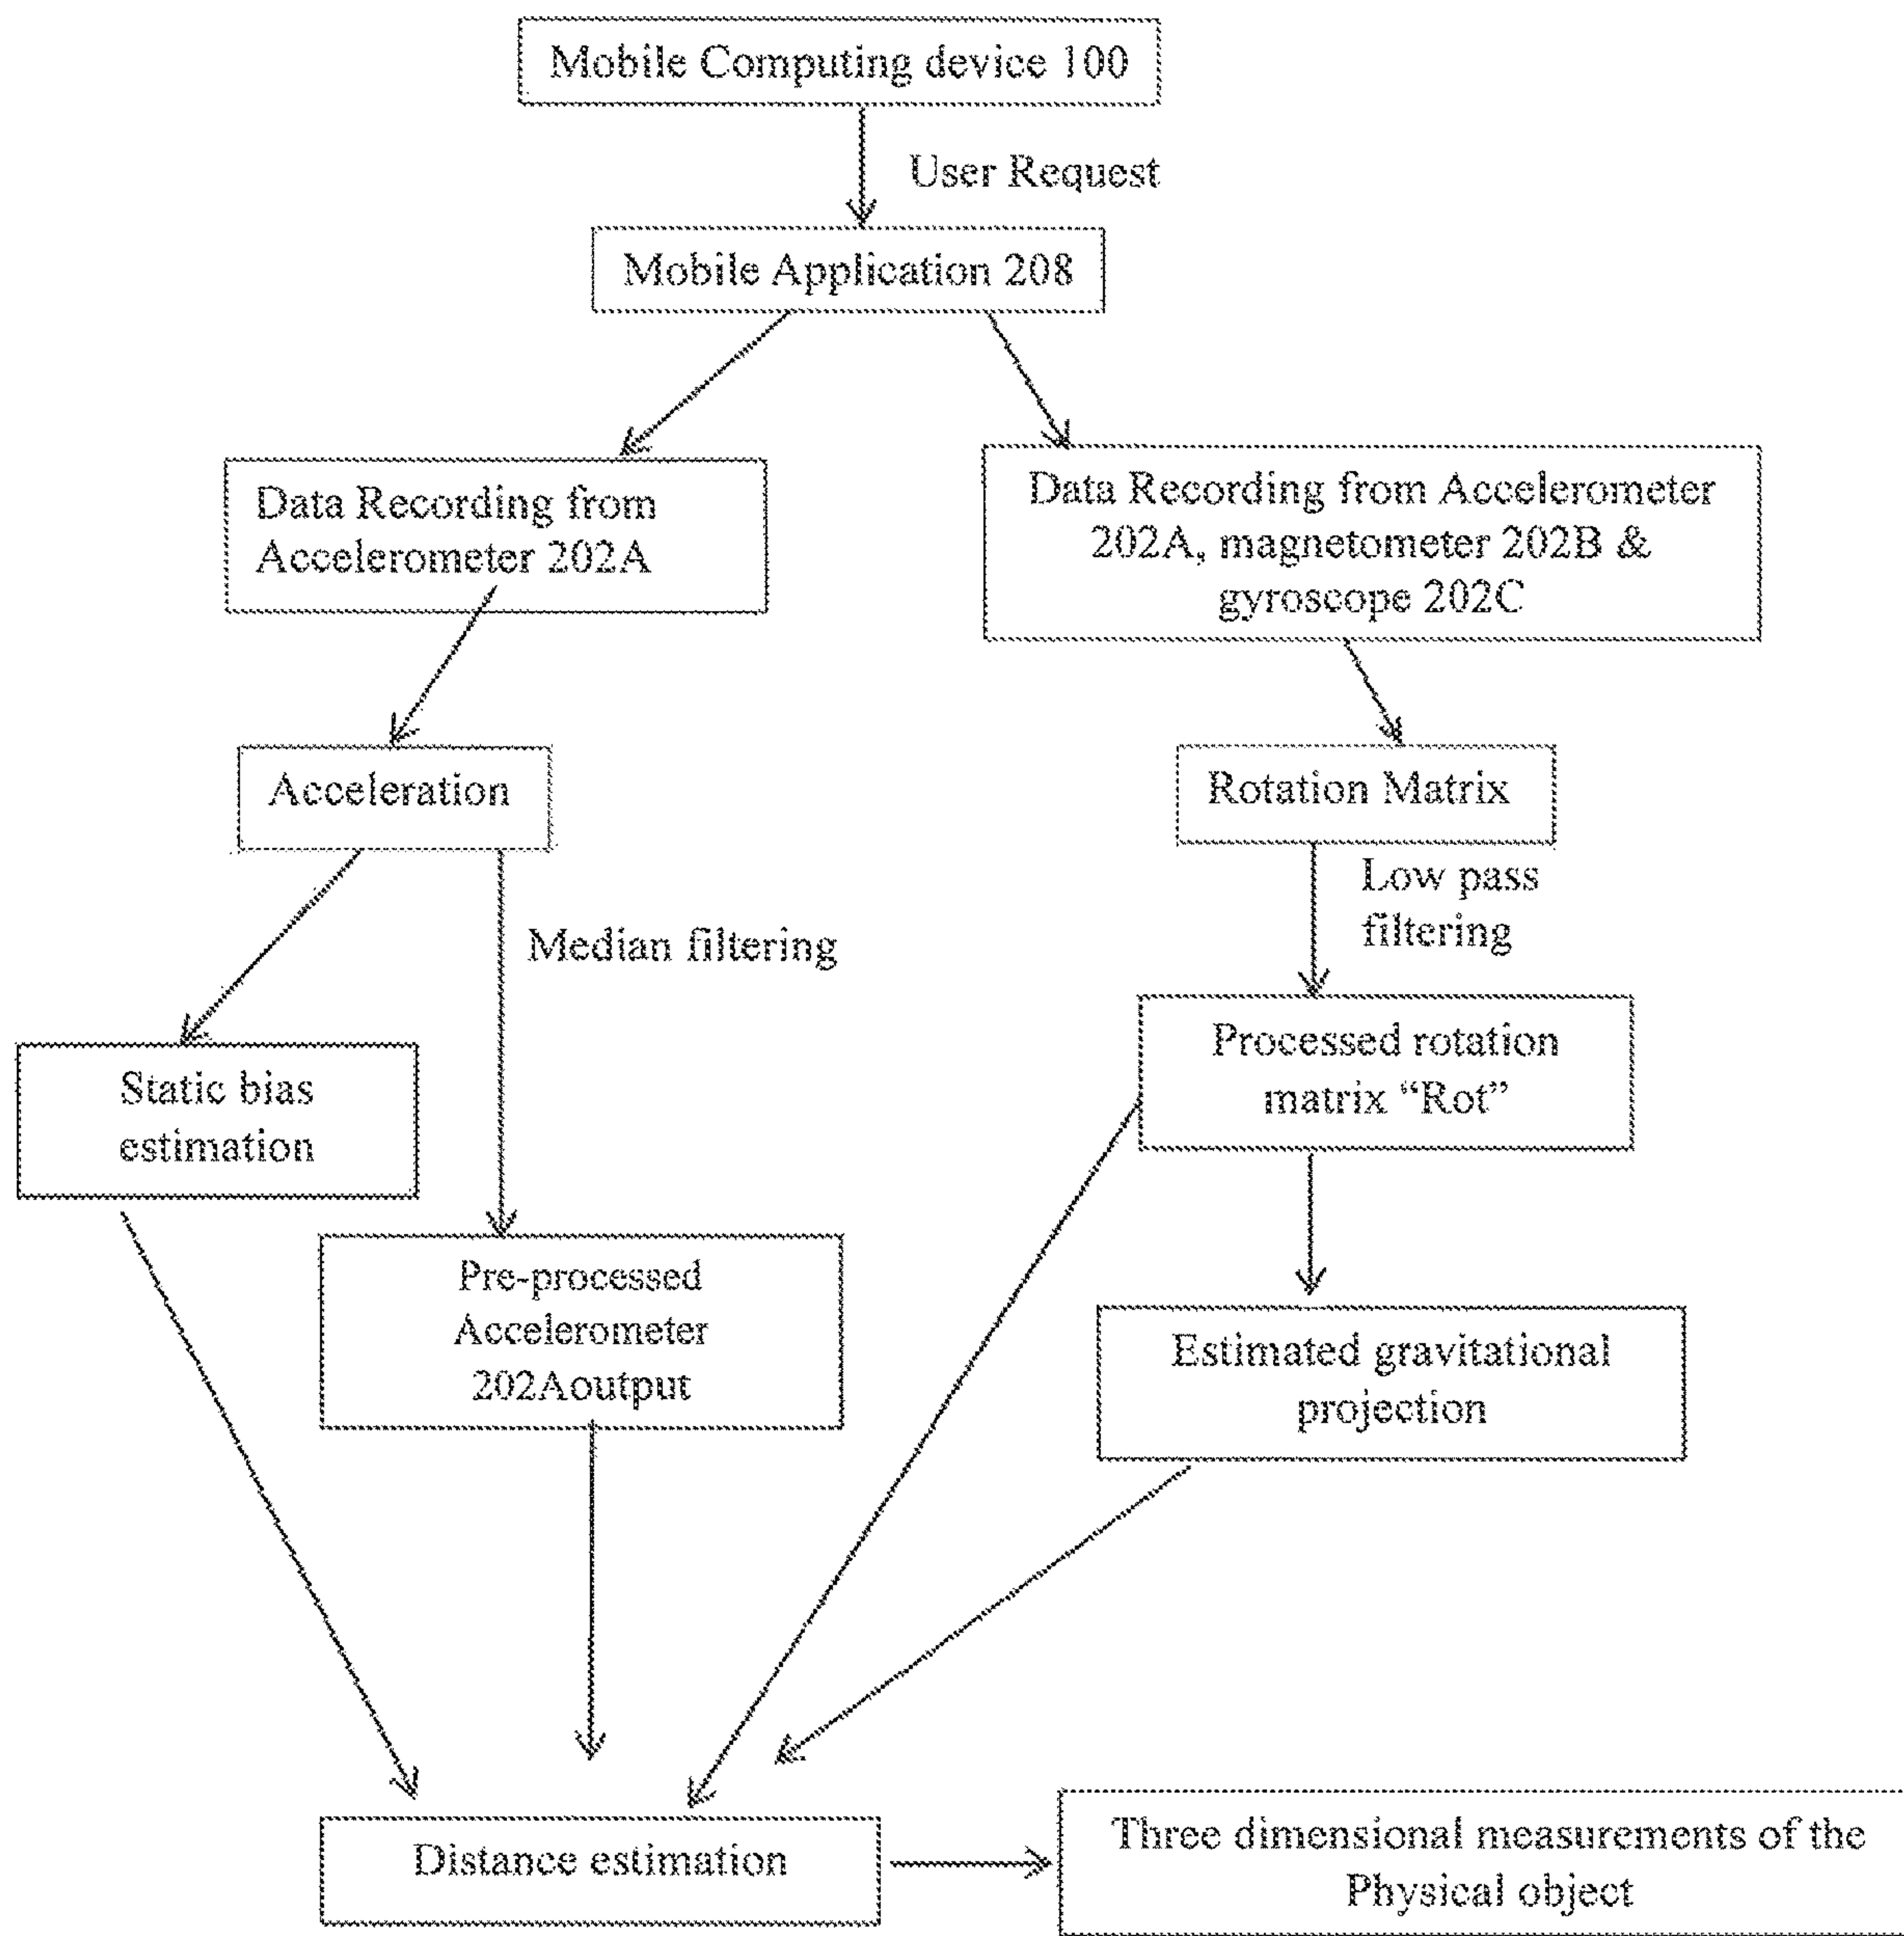 Mobile Computing device 100
User Request
Mobile Application 208
Data Recording from
Accelerometer 202A
Data Recording from Accelerometer
202A, magnetometer 202B &
gyroscope 202C
Acceleration
Rotation Matrix
Low pass
filtering
Median filtering
Processed rotation
matrix “Rot”
Static bias
estimation
Pre-processed
Accelerometer
202Aoutput
Estimated gravitational
projection
Distance estimation
Three dimensional measurements of the
Physical object